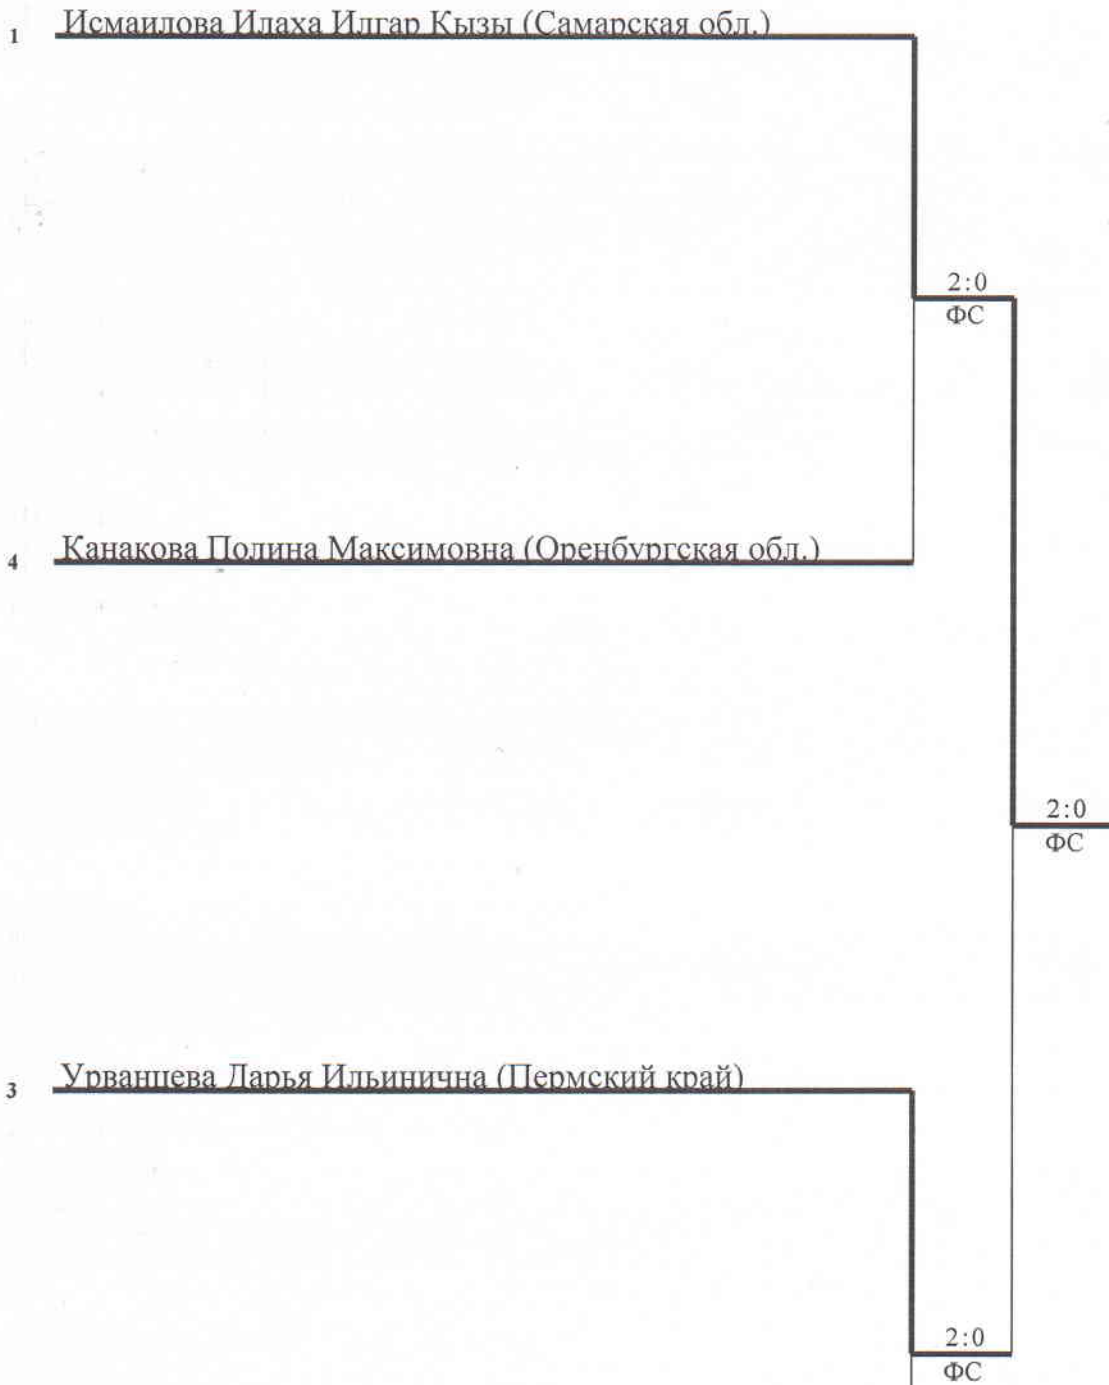 1 Исмаилова Илаха Илгар Кызы (Самарская обл.)
2:0
ФС
4 Канакова Полина Максимовна (Оренбургская обл.)
2:0
ФС
3 Урванцева Дарья Ильинична (Пермский край)
2:0
ФС